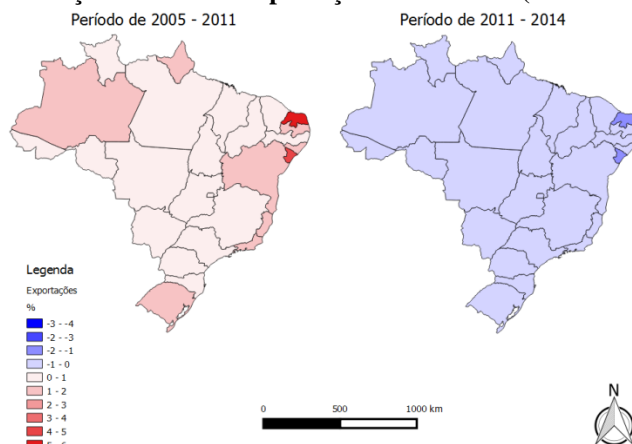 Período de 2005 - 2011
Período de 2011 - 2014
Legenda
Exportações
%
-3 - -4
-2 - -3
-2 - -1
-1 - 0
0 - 1
1 - 2
2 - 3
3 - 4
4 - 5
0 500 1000 km
N